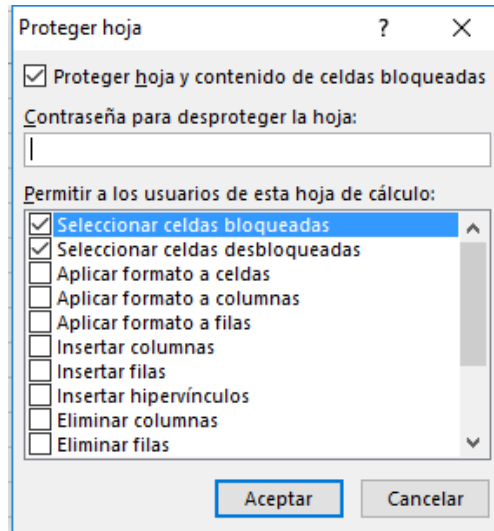 Proteger hoja ?
Proteger hoja y contenido de celdas bloqueadas
Contraseña para desproteger la hoja:
Permitir a los usuarios de esta hoja de cálculo:
Seleccionar celdas bloqueadas
Seleccionar celdas desbloqueadas
Aplicar formato a celdas
Aplicar formato a columnas
Aplicar formato a filas
Insertar columnas
Insertar filas
Insertar hipervínculos
Eliminar columnas
Eliminar filas
Aceptar Cancelar